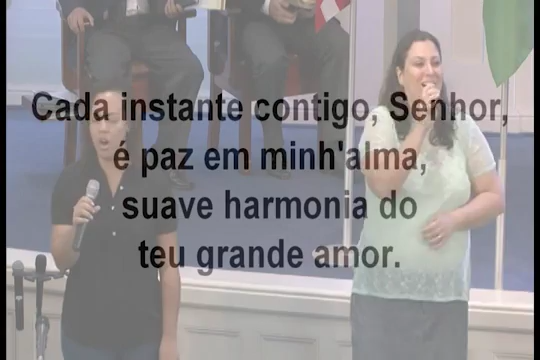 Cada instante contigo, Senhor,
é paz em minh'alma,
suave harmonia do
teu grande amor.